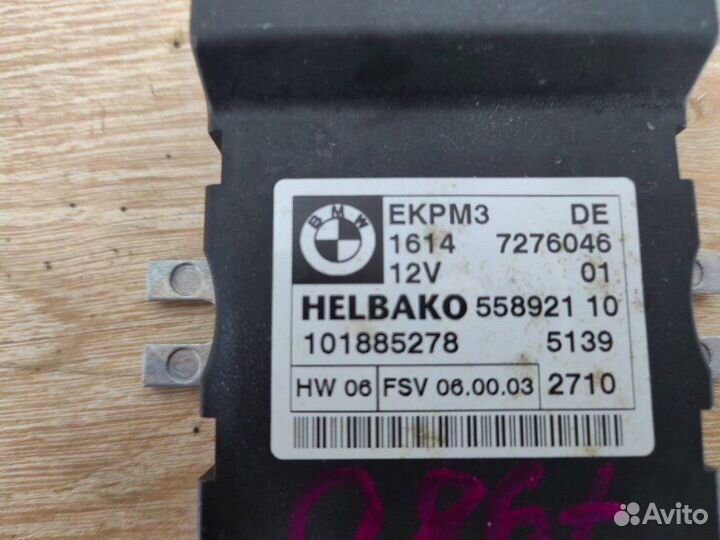 BMW
EKPM3 DE
1614 7276046
12V 01
HELBAKO 558921 10
101885278 5139
HW 06 FSV 06.00.03 2710
Avito